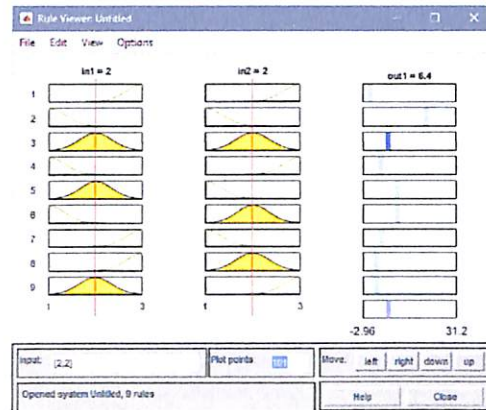 Rule Viewer: Untitled
File Edit View Options
in1 = 2 in2 = 2 out1 = 6.4
1
2
3
4
5
6
7
8
9
1 3 1 3
-2.96 31.2
Input: [2,2] Plot points: 101 Move: left right down up
Opened system Untitled, 9 rules Help Close